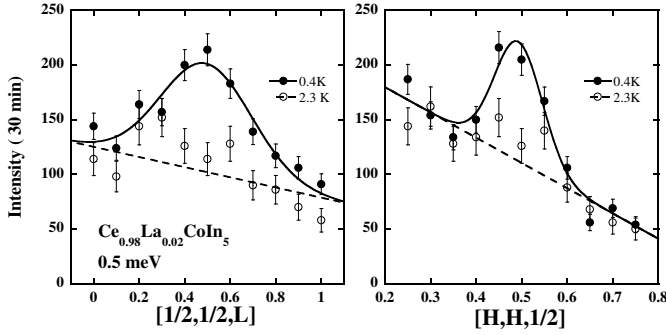 Intensity ( 30 min)
300
250
200
150
100
50
0
0.4K
2.3 K
Ce0.98La0.02CoIn5
0.5 meV
0 0.2 0.4 0.6 0.8 1
[1/2,1/2,L]
300
250
200
150
100
50
0
0.4K
2.3K
0.2 0.3 0.4 0.5 0.6 0.7 0.8
[H,H,1/2]